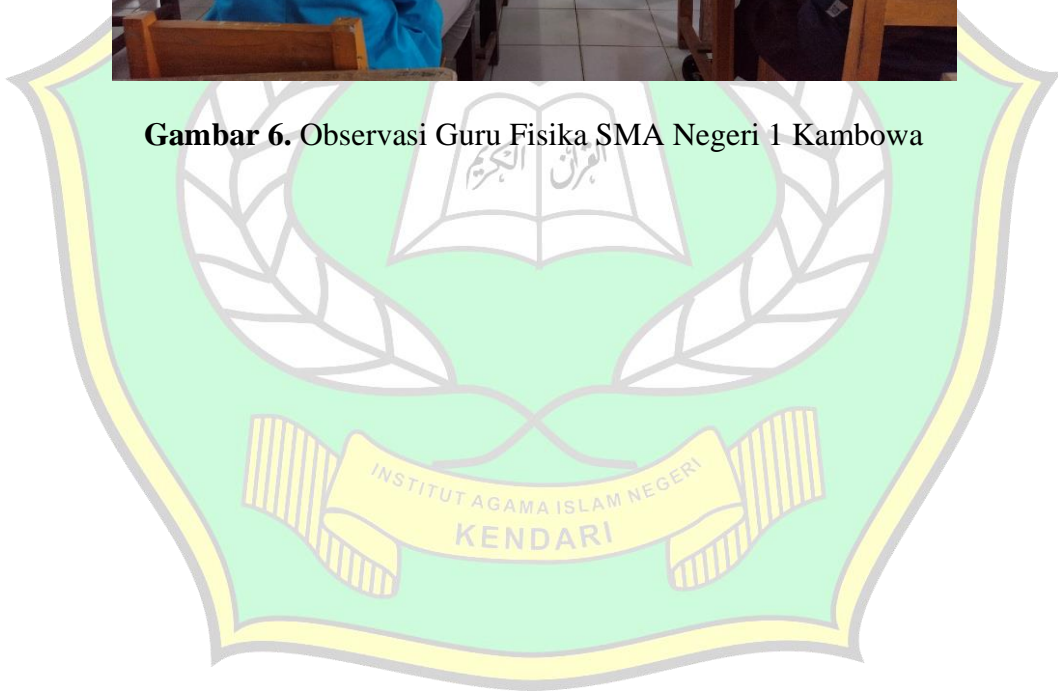 Gambar 6. Observasi Guru Fisika SMA Negeri 1 Kambowa
القرآن الكريم
INSTITUT AGAMA ISLAM NEGERI
KENDARI